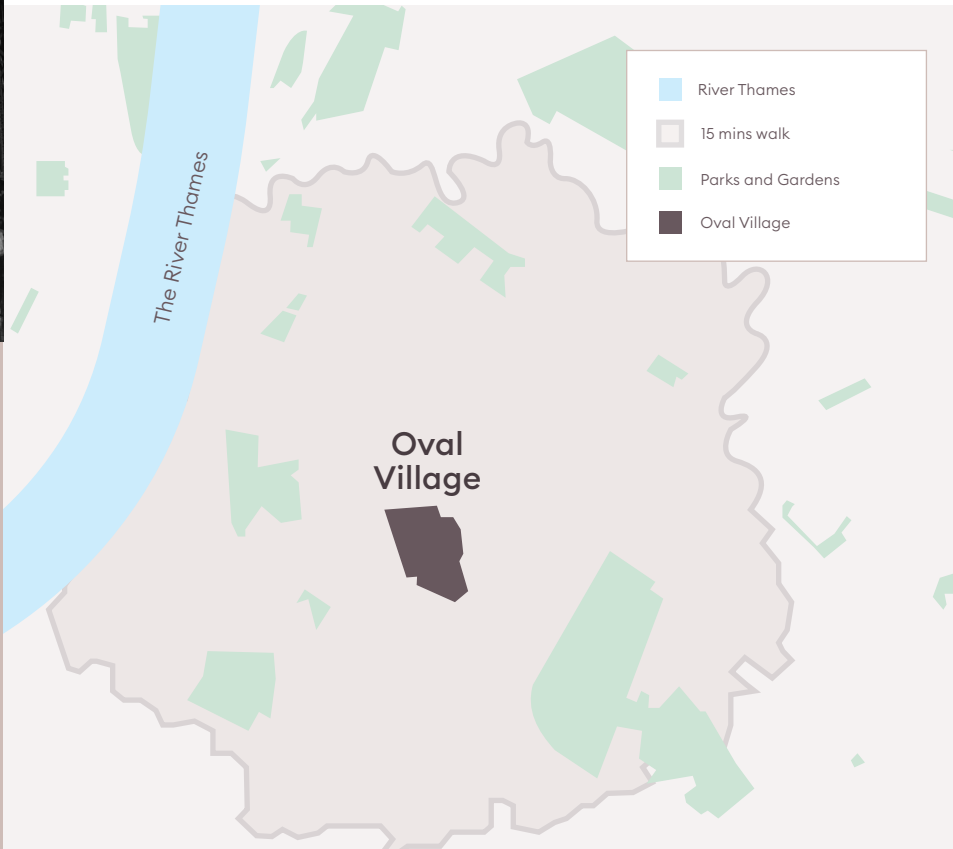 River Thames
15 mins walk
Parks and Gardens
Oval Village
The River Thames
Oval
Village